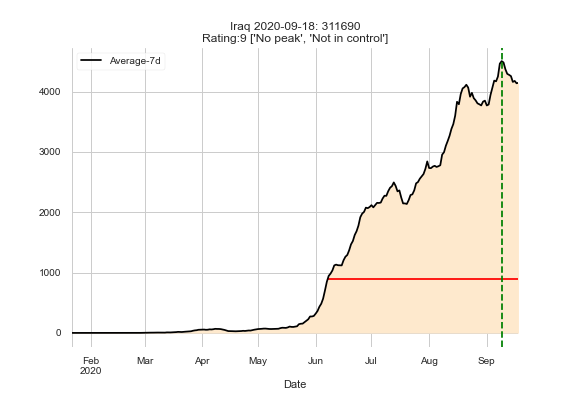 Iraq 2020-09-18: 311690
Rating:9 ['No peak', 'Not in control']
Average-7d
4000
3000
2000
1000
0
Feb Mar Apr May Jun Jul Aug Sep
2020
Date